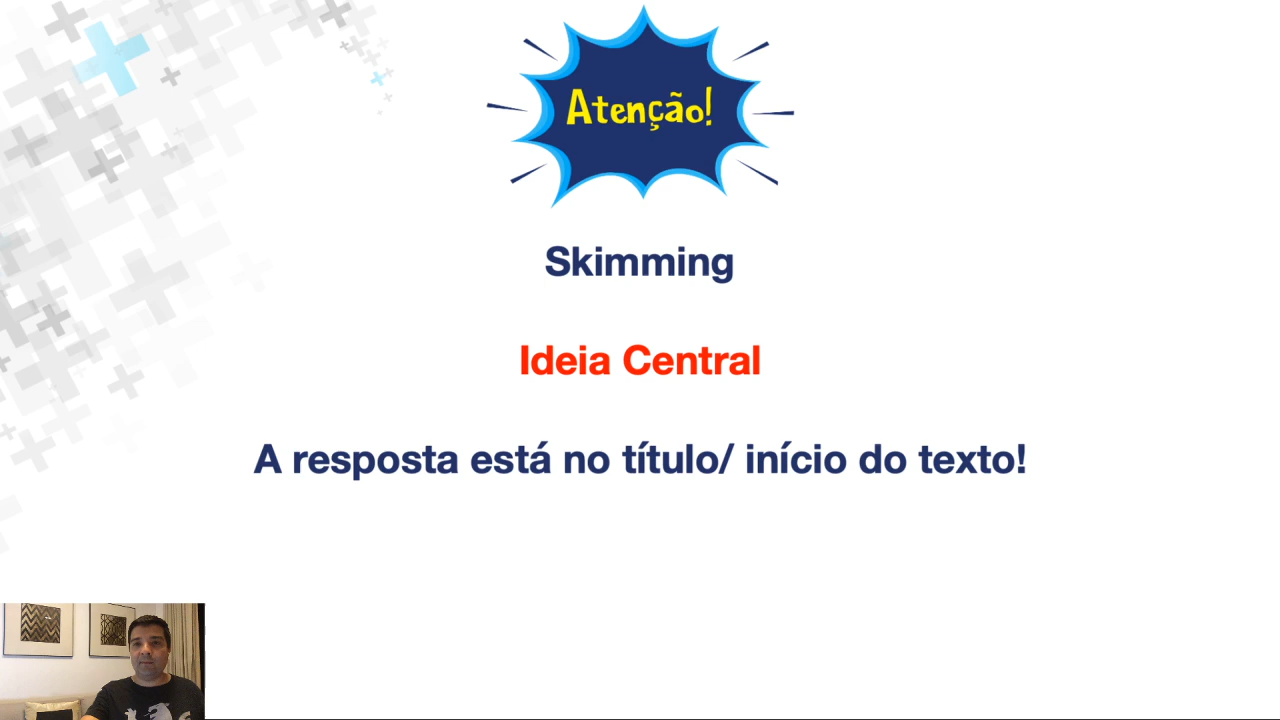 Atenção!
Skimming
Ideia Central
A resposta está no título/ início do texto!